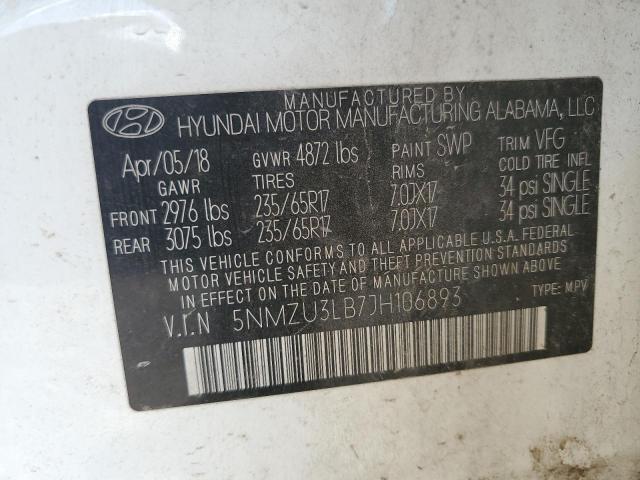 MANUFACTURED BY
HYUNDAI MOTOR MANUFACTURING ALABAMA, LLC
Apr/05/18 GVWR 4872 lbs PAINT SWP TRIM VFG
GAWR TIRES RIMS COLD TIRE INFL
FRONT 2976 lbs 235/65R17 7.0JX17 34 psi SINGLE
REAR 3075 lbs 235/65R17 7.0JX17 34 psi SINGLE
THIS VEHICLE CONFORMS TO ALL APPLICABLE U.S.A. FEDERAL
MOTOR VEHICLE SAFETY AND THEFT PREVENTION STANDARDS
IN EFFECT ON THE DATE OF MANUFACTURE SHOWN ABOVE.
V.I.N 5NMZU3LB7JH106893 TYPE: MPV